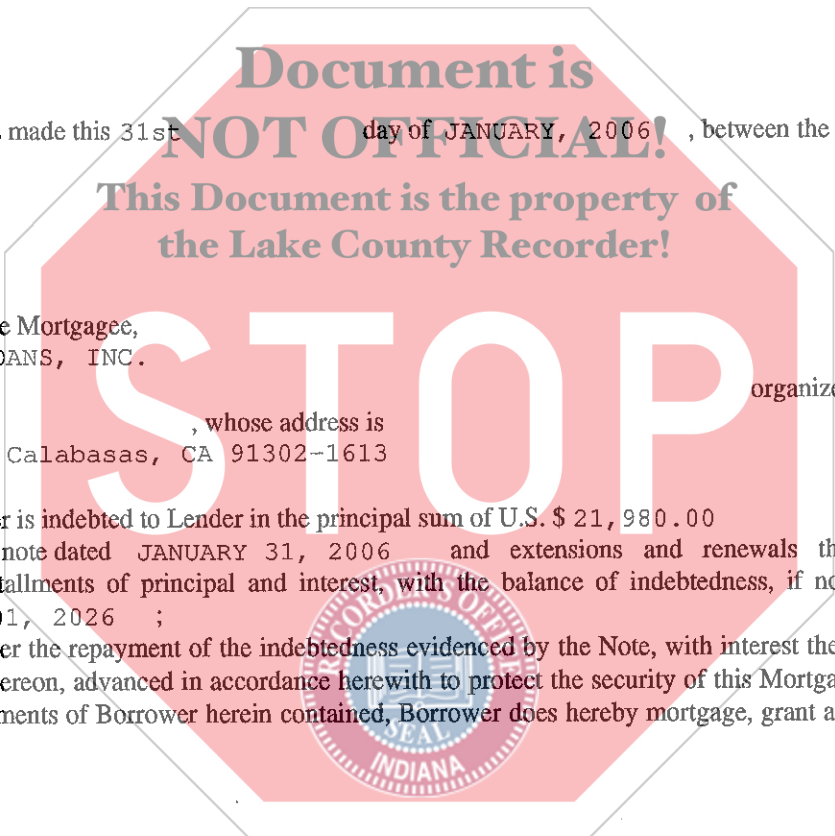 Document is
made this 31st day of JANUARY, 2006 , between the
NOT OFFICIAL!
This Document is the property of
the Lake County Recorder!
e Mortgagee,
OANS, INC.
organize
, whose address is
Calabasas, CA 91302-1613
STOP
r is indebted to Lender in the principal sum of U.S. $ 21,980.00
note dated JANUARY 31, 2006 and extensions and renewals th
tallments of principal and interest, with the balance of indebtedness, if no
01, 2026 ;
er the repayment of the indebtedness evidenced by the Note, with interest the
ereon, advanced in accordance herewith to protect the security of this Mortga
ments of Borrower herein contained, Borrower does hereby mortgage, grant a
RECORDER'S OFFICE
SEAL
INDIANA